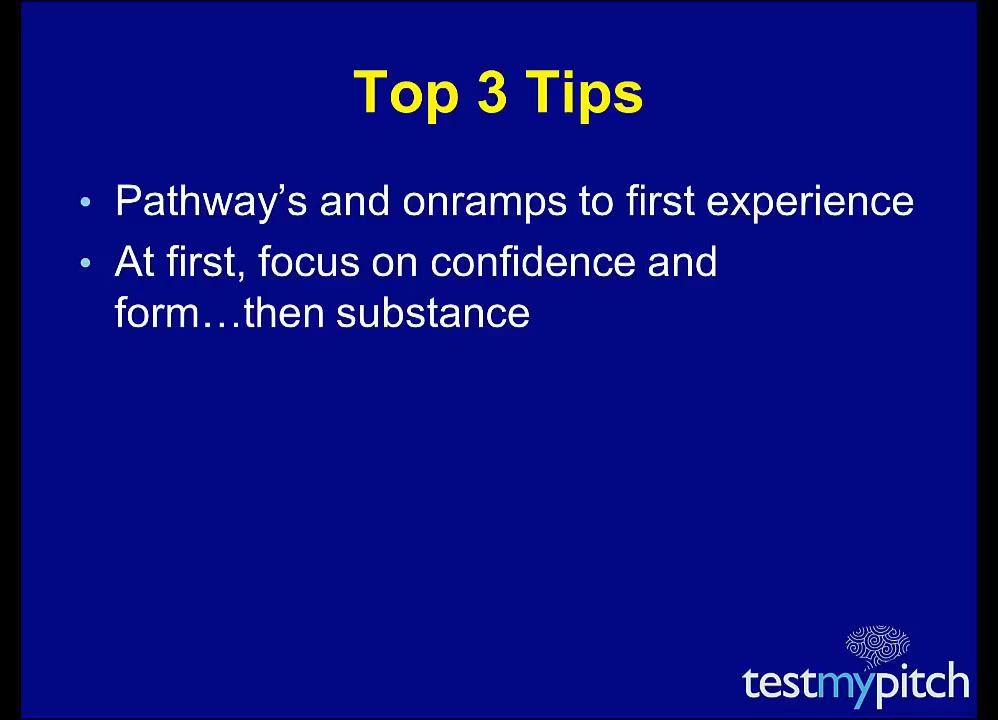 Top 3 Tips
• Pathway’s and onramps to first experience
• At first, focus on confidence and
form…then substance
testmypitch